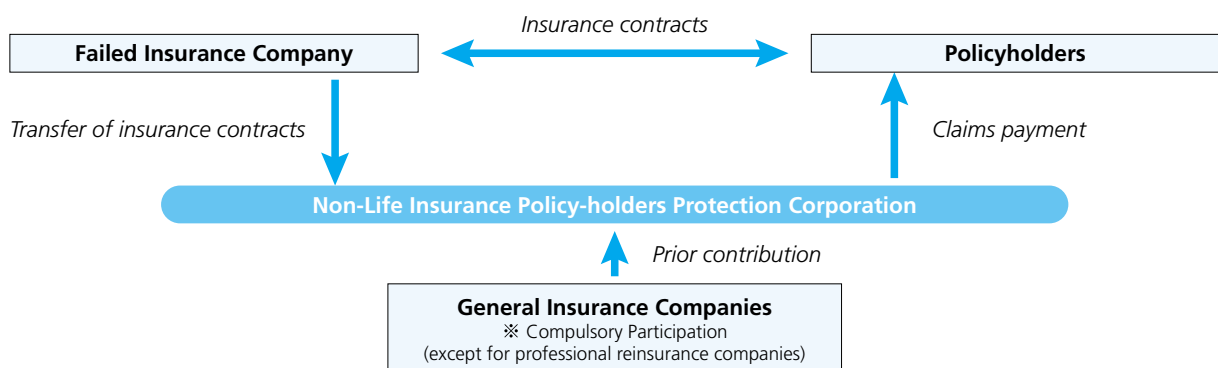 Insurance contracts
Failed Insurance Company
Policyholders
Transfer of insurance contracts
Claims payment
Non-Life Insurance Policy-holders Protection Corporation
Prior contribution
General Insurance Companies
※ Compulsory Participation
(except for professional reinsurance companies)